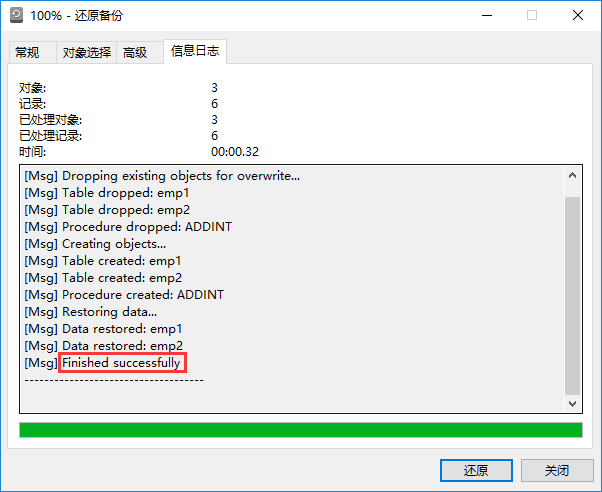 100% - 还原备份
常规 对象选择 高级 信息日志
对象: 3
记录: 6
已处理对象: 3
已处理记录: 6
时间: 00:00.32
[Msg] Dropping existing objects for overwrite...
[Msg] Table dropped: emp1
[Msg] Table dropped: emp2
[Msg] Procedure dropped: ADDINT
[Msg] Creating objects...
[Msg] Table created: emp1
[Msg] Table created: emp2
[Msg] Procedure created: ADDINT
[Msg] Restoring data...
[Msg] Data restored: emp1
[Msg] Data restored: emp2
[Msg] Finished successfully
------------------------------------
还原 关闭